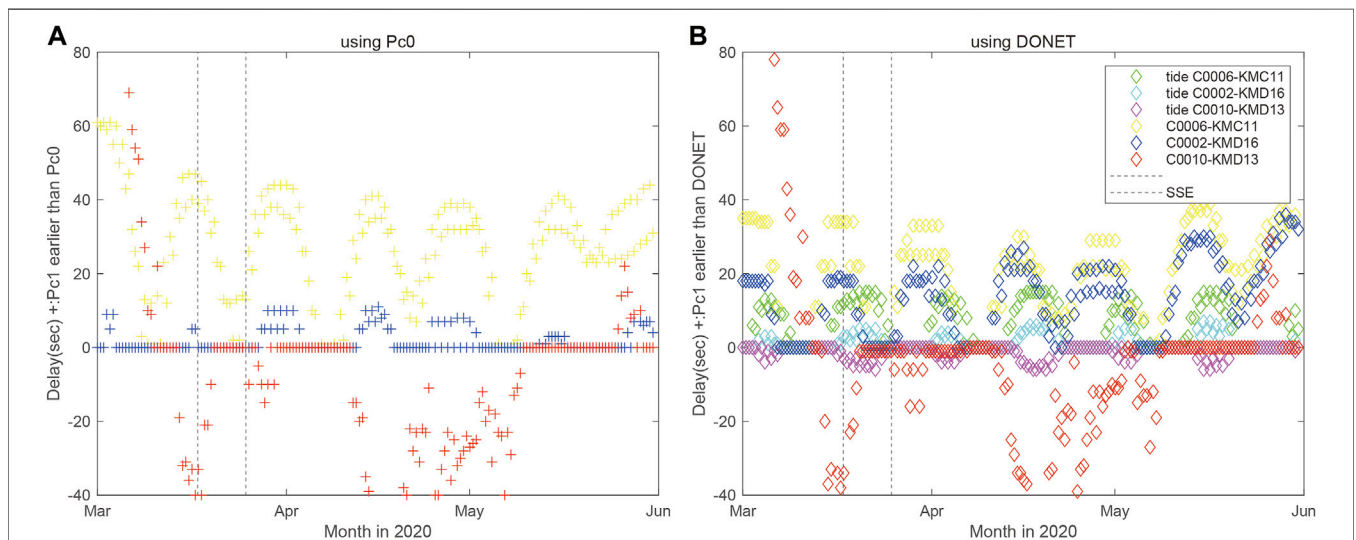 A
using Pc0
Delay(sec) +:Pc1 earlier than Pc0
80
60
40
20
0
-20
-40
Mar
Apr
May
Jun
Month in 2020
B
using DONET
Delay(sec) +:Pc1 earlier than DONET
80
60
40
20
0
-20
-40
tide C0006-KMC11
tide C0002-KMD16
tide C0010-KMD13
C0006-KMC11
C0002-KMD16
C0010-KMD13
SSE
Mar
Apr
May
Jun
Month in 2020